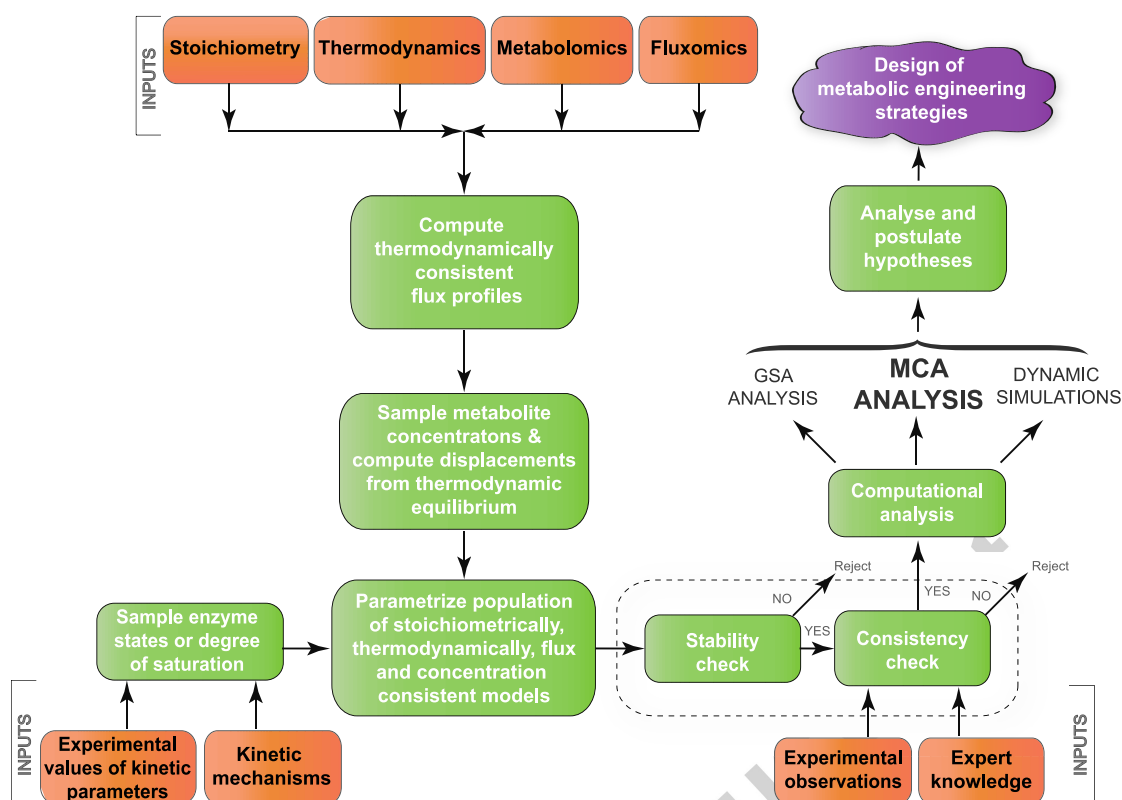 INPUTS
Stoichiometry
Thermodynamics
Metabolomics
Fluxomics
Design of
metabolic engineering
strategies
Compute
thermodynamically
consistent
flux profiles
Analyse and
postulate
hypotheses
GSA
ANALYSIS
MCA
ANALYSIS
DYNAMIC
SIMULATIONS
Sample metabolite
concentratons &
compute displacements
from thermodynamic
equilibrium
Computational
analysis
Sample enzyme
states or degree
of saturation
Parametrize population
of stoichiometrically,
thermodynamically, flux
and concentration
consistent models
Stability
check
NO
Reject
YES
Consistency
check
YES
NO
Reject
INPUTS
Experimental
values of kinetic
parameters
Kinetic
mechanisms
Experimental
observations
Expert
knowledge
INPUTS